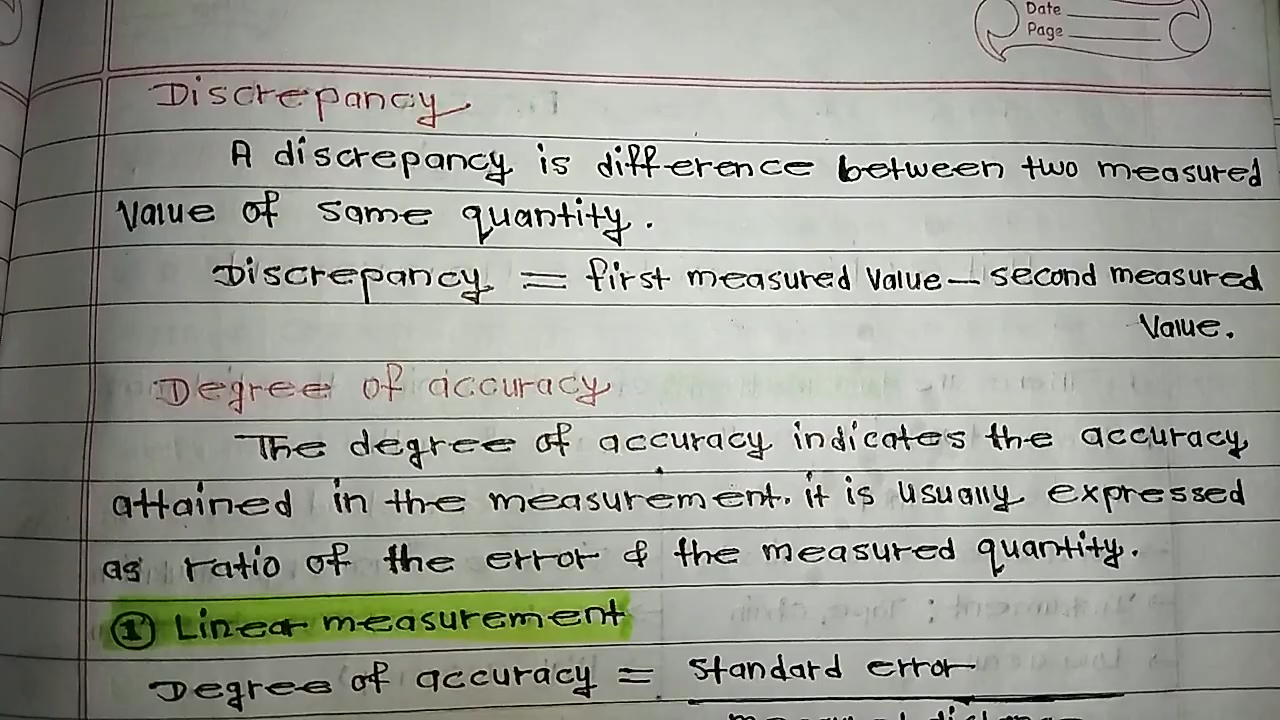 Date
Page
Discrepancy
A discrepancy is difference between two measured
Value of same quantity.
Discrepancy = first measured Value - second measured
Value.
Degree of accuracy
The degree of accuracy indicates the accuracy
attained in the measurement. it is usually expressed
as ratio of the error & the measured quantity.
① Linear measurement
Degree of accuracy = standard error